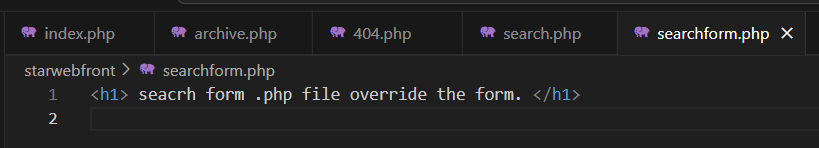 index.php archive.php 404.php search.php searchform.php
starwebfront > searchform.php
1 <h1> seacrh form .php file override the form. </h1>
2